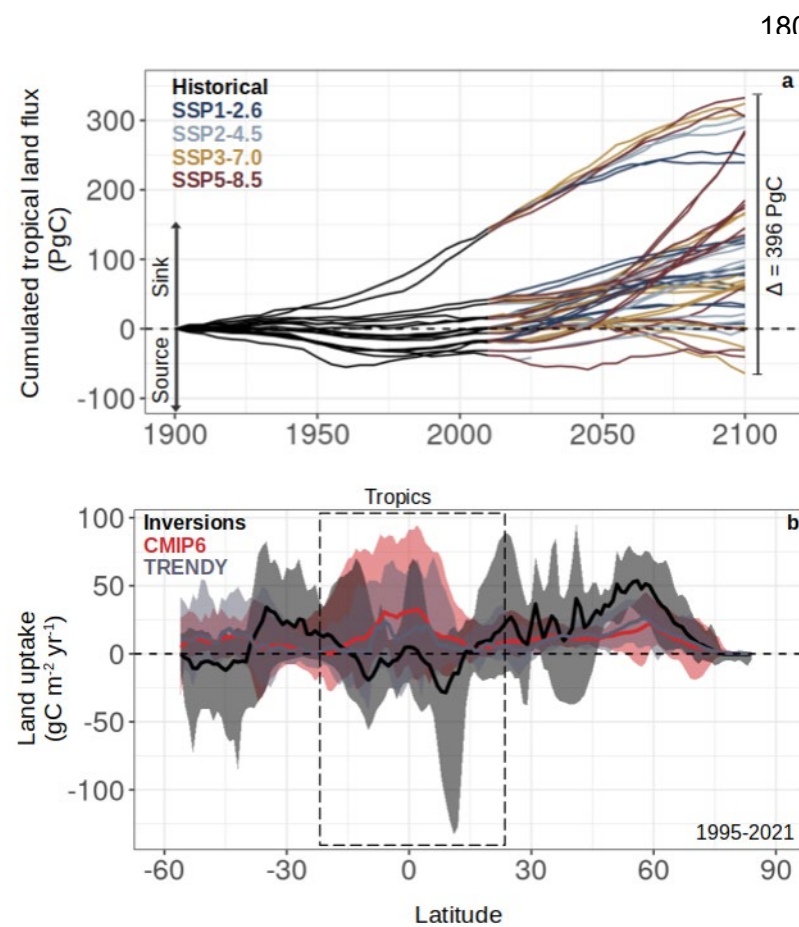 180
a
Historical
SSP1-2.6
SSP2-4.5
SSP3-7.0
SSP5-8.5
Cumulated tropical land flux
(PgC)
300
200
100
0
-100
Sink
Source
Δ = 396 PgC
1900
1950
2000
2050
2100
Tropics
b
Inversions
CMIP6
TRENDY
Land uptake
(gC m⁻² yr⁻¹)
100
50
0
-50
-100
1995-2021
-60
-30
0
30
60
90
Latitude